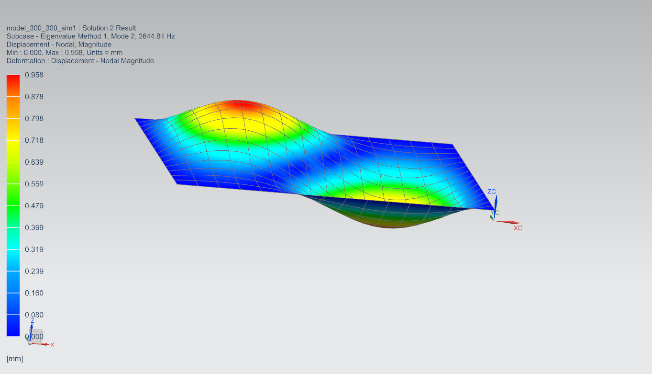 model_300_300_sim1 : Solution 2 Result
Subcase - Eigenvalue Method 1, Mode 2, 2644.84 Hz
Displacement - Nodal, Magnitude
Min : 0.000, Max : 0.958, Units = mm
Deformation : Displacement - Nodal Magnitude
0.958
0.878
0.798
0.718
0.639
0.559
0.479
0.399
0.319
0.239
0.160
0.080
0.000
[mm]
ZC
XC
Z
X